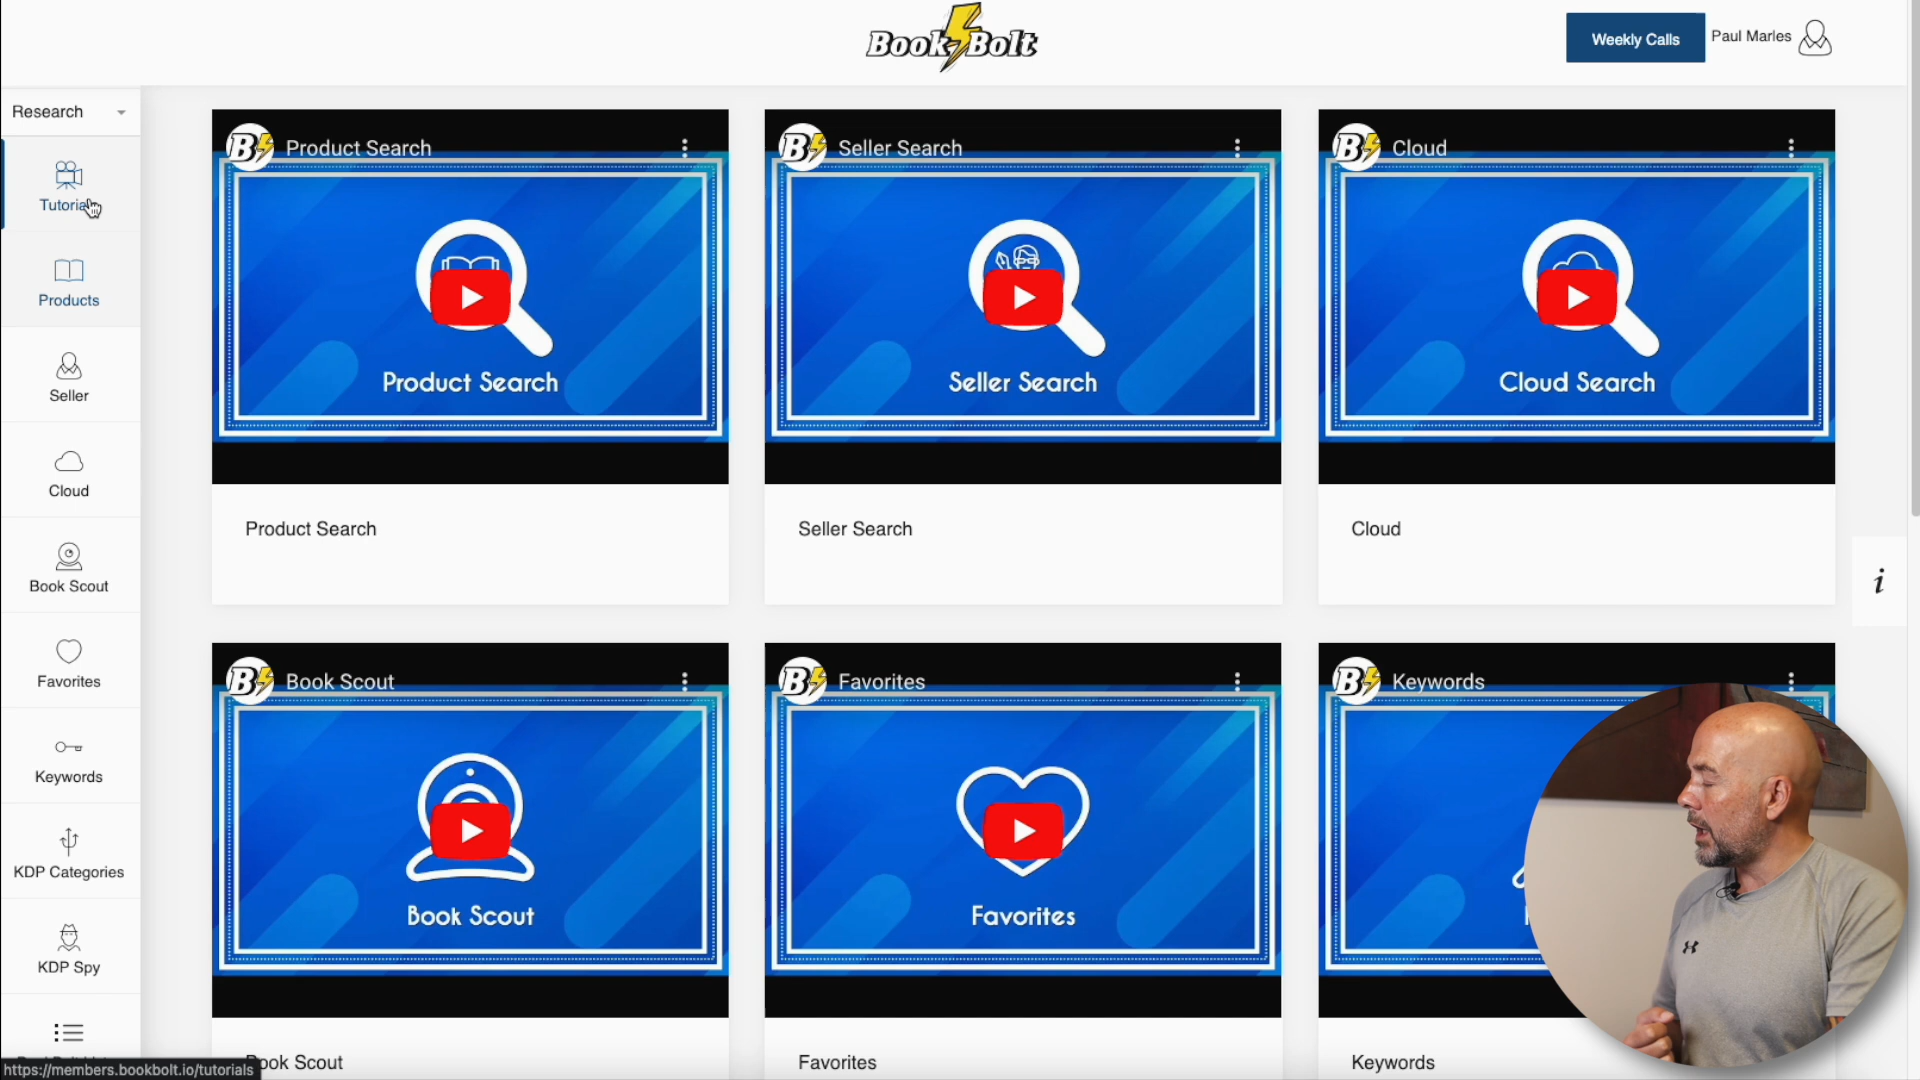 Book Bolt
Weekly Calls
Paul Marles
Research
Tutorials
Products
Seller
Cloud
Book Scout
Favorites
Keywords
KDP Categories
KDP Spy
B Product Search
Product Search
Product Search
B Seller Search
Seller Search
Seller Search
B Cloud
Cloud Search
Cloud
i
B Book Scout
Book Scout
Book Scout
B Favorites
Favorites
Favorites
B Keywords
Keywords
https://members.bookbolt.io/tutorials